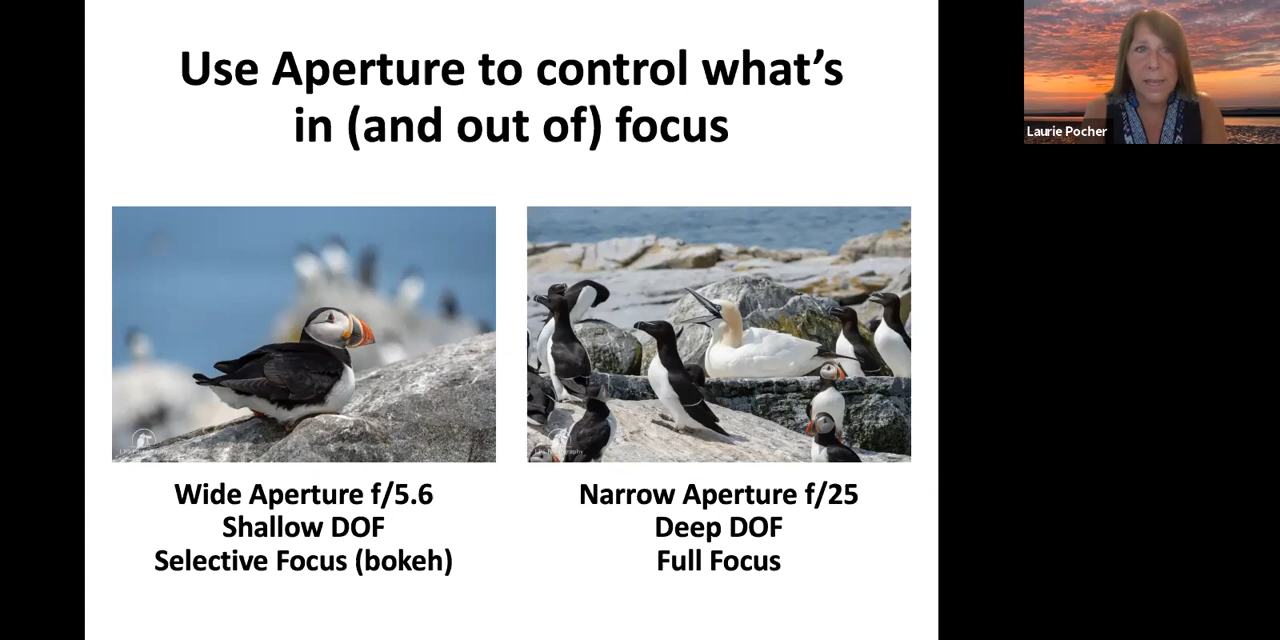 Use Aperture to control what’s
in (and out of) focus
Laurie Pocher
Wide Aperture f/5.6
Shallow DOF
Selective Focus (bokeh)
Narrow Aperture f/25
Deep DOF
Full Focus